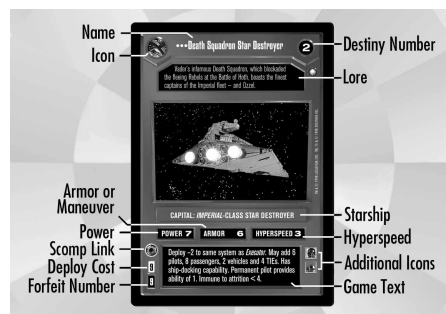 Name
•••Death Squadron Star Destroyer
2
Destiny Number
Icon
Vader's infamous Death Squadron, which blockaded
the fleeing Rebels at the Battle of Hoth, boasts the finest
captains of the Imperial fleet – and Ozzel.
Lore
Armor or
Maneuver
CAPITAL: IMPERIAL-CLASS STAR DESTROYER
Starship
Power
POWER 7
ARMOR 6
HYPERSPEED 3
Hyperspeed
Scomp Link
Deploy Cost
0
Forfeit Number
9
Deploy -2 to same system as Executor. May add 6
pilots, 8 passengers, 2 vehicles and 4 TIEs. Has
ship-docking capability. Permanent pilot provides
ability of 1. Immune to attrition < 4.
Additional Icons
Game Text